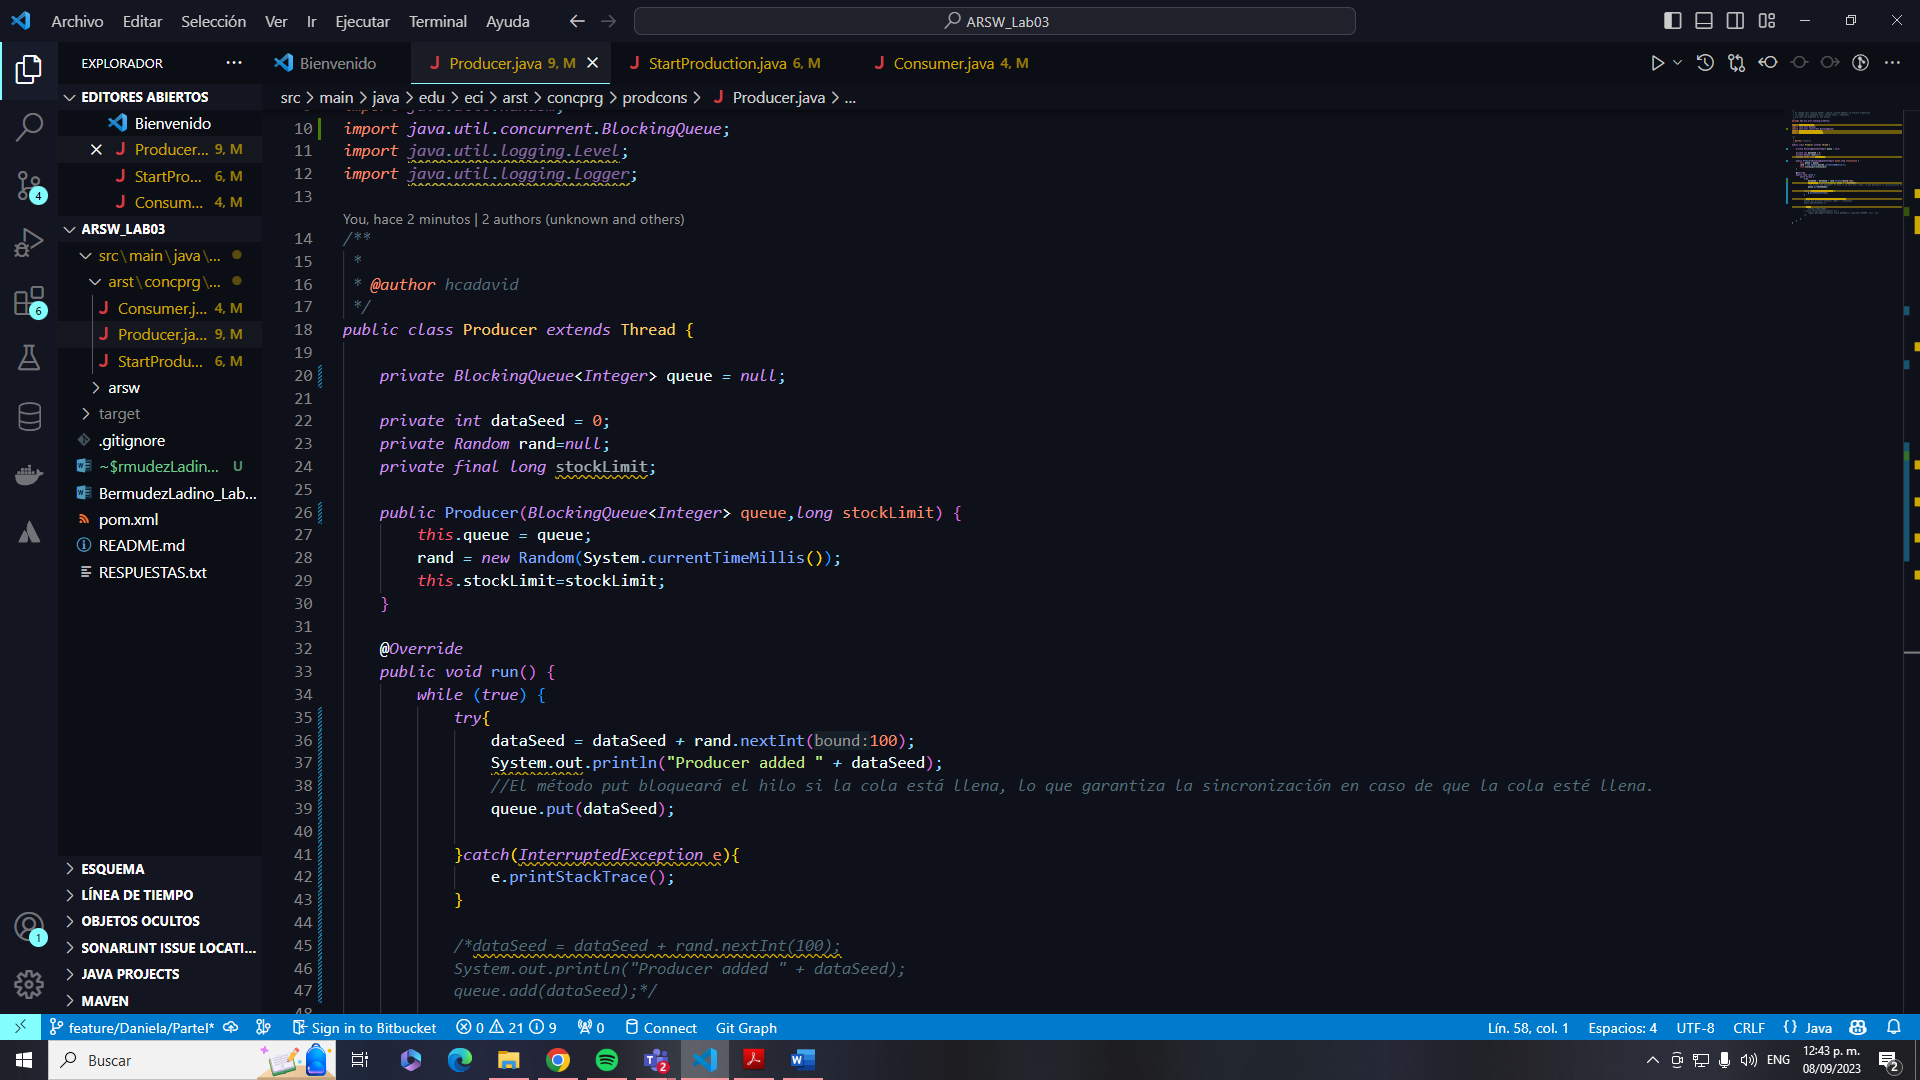 Archivo Editar Selección Ver Ir Ejecutar Terminal Ayuda
ARSW_Lab03
EXPLORADOR
Bienvenido
Producer.java 9, M
StartProduction.java 6, M
Consumer.java 4, M
EDITORES ABIERTOS
Bienvenido
Producer... 9, M
StartPro... 6, M
Consum... 4, M
ARSW_LAB03
src\main\java\...
arst\concprg\...
Consumer.j... 4, M
Producer.ja... 9, M
StartProdu... 6, M
arsw
target
.gitignore
~$rmudezLadin... U
BermudezLadino_Lab...
pom.xml
README.md
RESPUESTAS.txt
ESQUEMA
LÍNEA DE TIEMPO
OBJETOS OCULTOS
SONARLINT ISSUE LOCATI...
JAVA PROJECTS
MAVEN
4
6
1
src > main > java > edu > eci > arst > concprg > prodcons > Producer.java > ...
10 import java.util.concurrent.BlockingQueue;
11 import java.util.logging.Level;
12 import java.util.logging.Logger;
13
You, hace 2 minutos | 2 authors (unknown and others)
14 /**
15 *
16 * @author hcadavid
17 */
18 public class Producer extends Thread {
19
20 private BlockingQueue<Integer> queue = null;
21
22 private int dataSeed = 0;
23 private Random rand=null;
24 private final long stockLimit;
25
26 public Producer(BlockingQueue<Integer> queue,long stockLimit) {
27 this.queue = queue;
28 rand = new Random(System.currentTimeMillis());
29 this.stockLimit=stockLimit;
30 }
31
32 @Override
33 public void run() {
34 while (true) {
35 try{
36 dataSeed = dataSeed + rand.nextInt(bound:100);
37 System.out.println("Producer added " + dataSeed);
38 //El método put bloqueará el hilo si la cola está llena, lo que garantiza la sincronización en caso de que la cola esté llena.
39 queue.put(dataSeed);
40
41 }catch(InterruptedException e){
42 e.printStackTrace();
43 }
44
45 /*dataSeed = dataSeed + rand.nextInt(100);
46 System.out.println("Producer added " + dataSeed);
47 queue.add(dataSeed);*/
feature/Daniela/ParteI* Sign in to Bitbucket 0 21 9 0 Connect Git Graph Lín. 58, col. 1 Espacios: 4 UTF-8 CRLF {} Java
Buscar
2
ENG
12:43 p. m.
08/09/2023
2